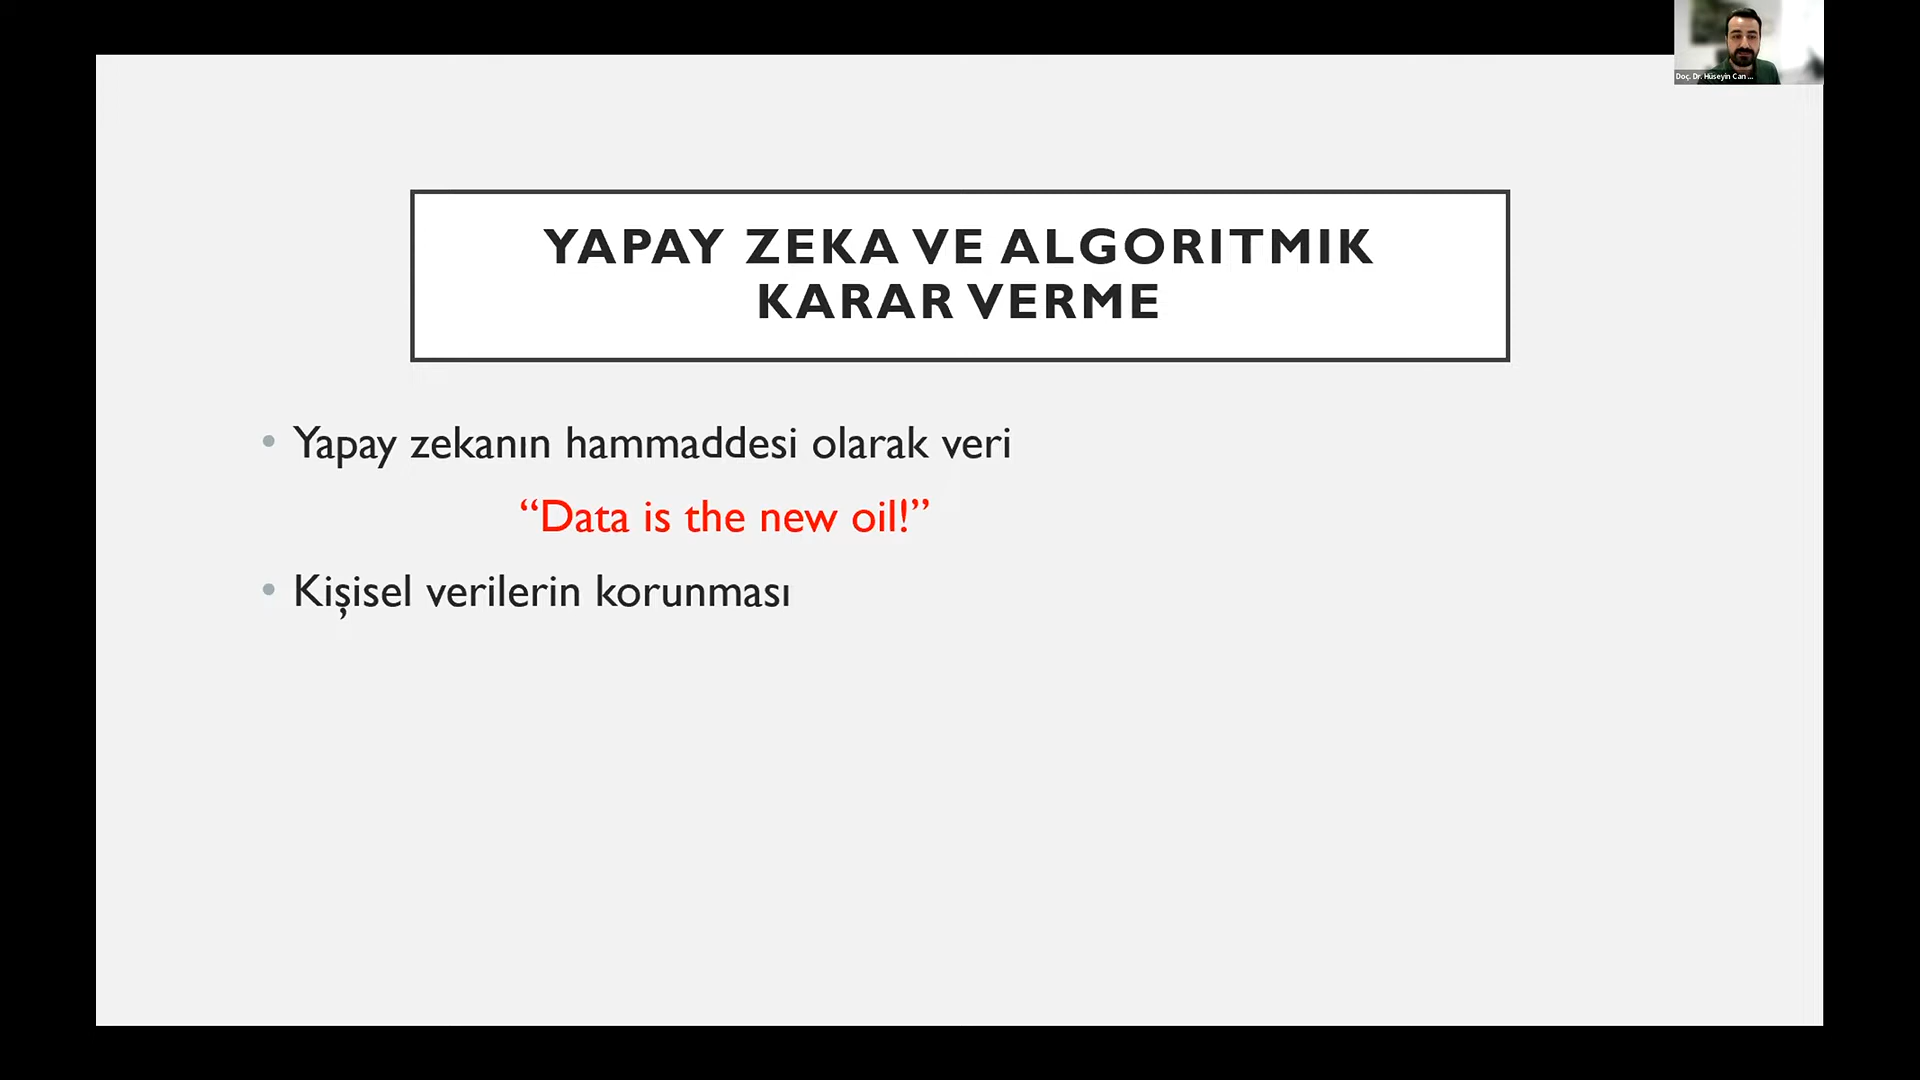 Doç. Dr. Hüseyin Can ...
YAPAY ZEKA VE ALGORITMIK
KARAR VERME
• Yapay zekanın hammaddesi olarak veri
“Data is the new oil!”
• Kişisel verilerin korunması